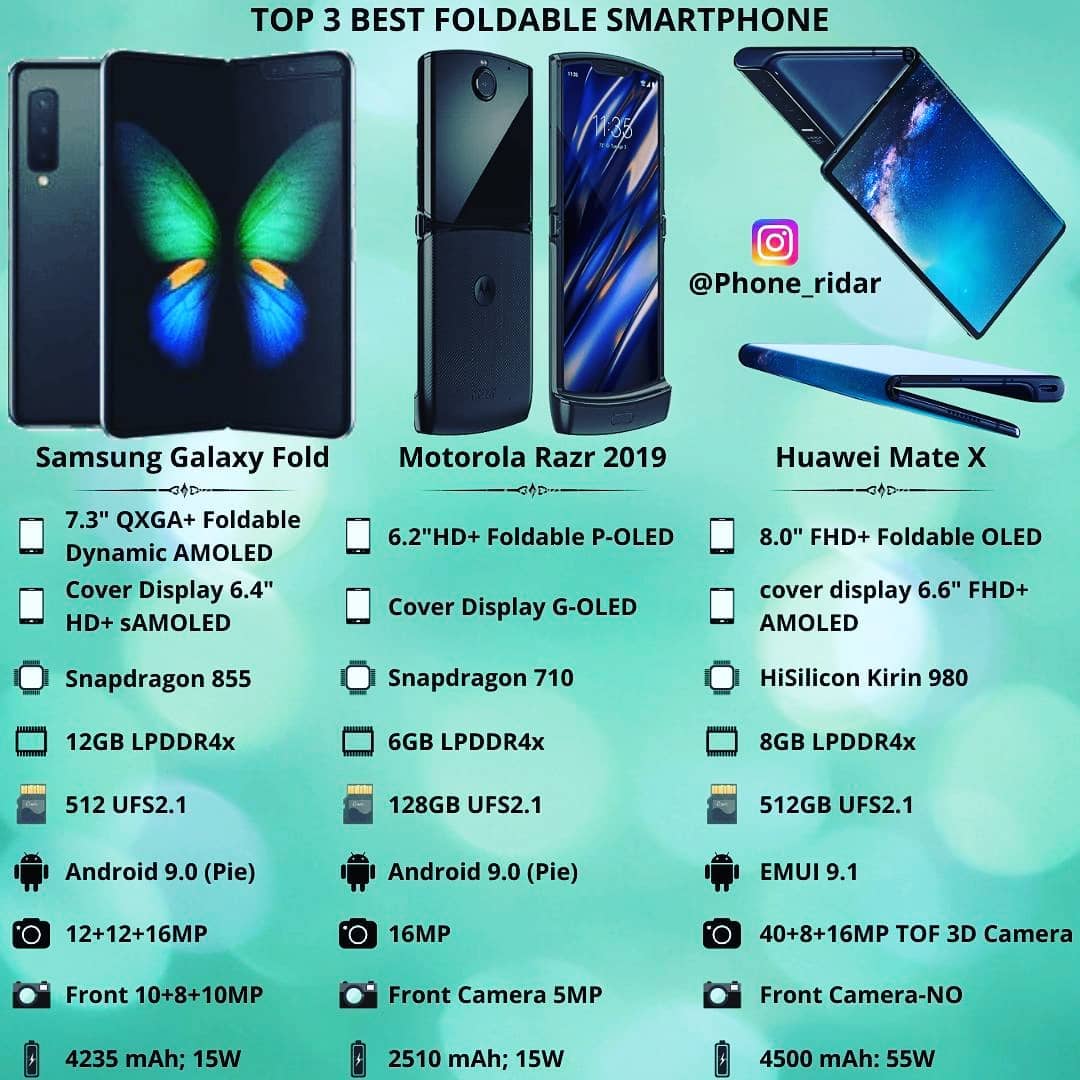 TOP 3 BEST FOLDABLE SMARTPHONE
11:35
11:35
@Phone_ridar
Samsung Galaxy Fold
7.3" QXGA+ Foldable
Dynamic AMOLED
Cover Display 6.4"
HD+ sAMOLED
Snapdragon 855
12GB LPDDR4x
512 UFS2.1
Android 9.0 (Pie)
12+12+16MP
Front 10+8+10MP
4235 mAh; 15W
Motorola Razr 2019
6.2"HD+ Foldable P-OLED
Cover Display G-OLED
Snapdragon 710
6GB LPDDR4x
128GB UFS2.1
Android 9.0 (Pie)
16MP
Front Camera 5MP
2510 mAh; 15W
Huawei Mate X
8.0" FHD+ Foldable OLED
cover display 6.6" FHD+
AMOLED
HiSilicon Kirin 980
8GB LPDDR4x
512GB UFS2.1
EMUI 9.1
40+8+16MP TOF 3D Camera
Front Camera-NO
4500 mAh: 55W